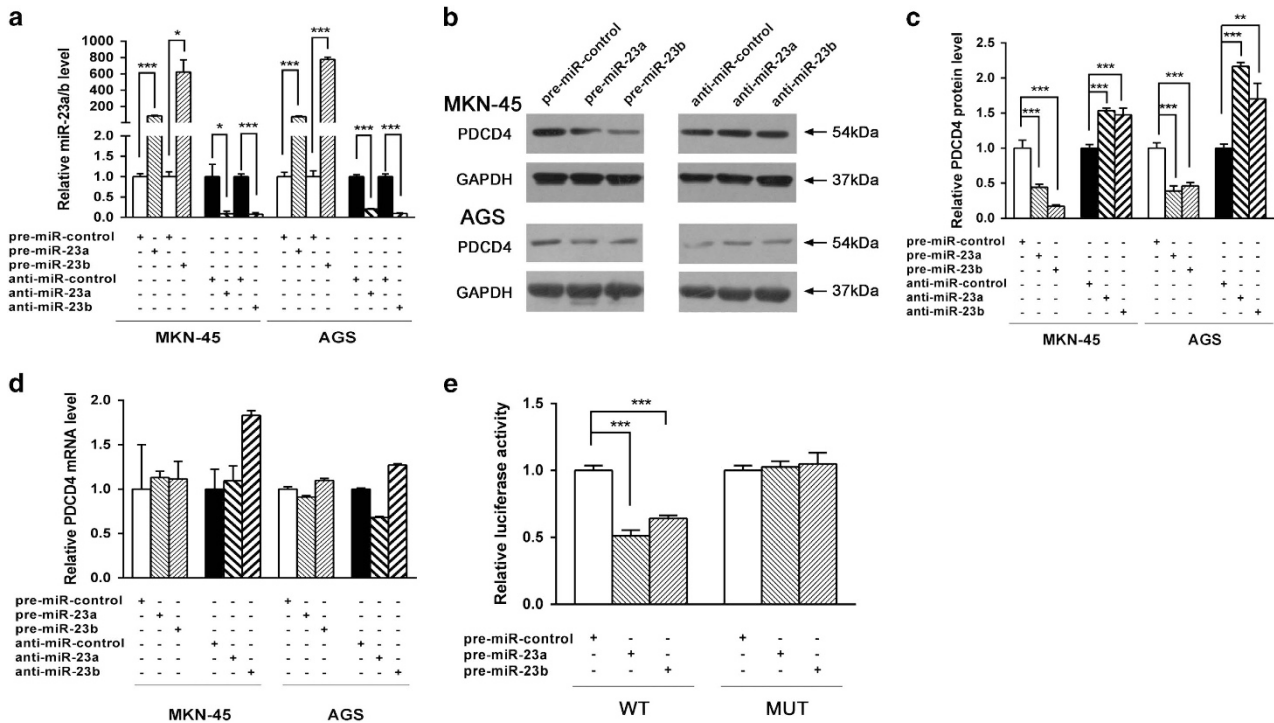 a
Relative miR-23a/b level
1000
800
600
400
200
1.0
0.5
0.0
*** * * *** *** *** *** ***
pre-miR-control + - + - - - - - + - + - - - - -
pre-miR-23a - + - - - - - - - + - - - - - -
pre-miR-23b - - - + - - - - - - - + - - - -
anti-miR-control - - - - + - + - - - - - + - + -
anti-miR-23a - - - - - + - - - - - - - + - -
anti-miR-23b - - - - - - - + - - - - - - - +
MKN-45 AGS
b
pre-miR-control pre-miR-23a pre-miR-23b anti-miR-control anti-miR-23a anti-miR-23b
MKN-45
PDCD4 54kDa
GAPDH 37kDa
AGS
PDCD4 54kDa
GAPDH 37kDa
c
Relative PDCD4 protein level
2.5
2.0
1.5
1.0
0.5
0.0
*** *** *** *** *** *** *** **
pre-miR-control + - - - - - + - - - - -
pre-miR-23a - + - - - - - + - - - -
pre-miR-23b - - + - - - - - + - - -
anti-miR-control - - - + - - - - - + - -
anti-miR-23a - - - - + - - - - - + -
anti-miR-23b - - - - - + - - - - - +
MKN-45 AGS
d
Relative PDCD4 mRNA level
2.0
1.5
1.0
0.5
0.0
pre-miR-control + - - - - - + - - - - -
pre-miR-23a - + - - - - - + - - - -
pre-miR-23b - - + - - - - - + - - -
anti-miR-control - - - + - - - - - + - -
anti-miR-23a - - - - + - - - - - + -
anti-miR-23b - - - - - + - - - - - +
MKN-45 AGS
e
Relative luciferase activity
1.5
1.0
0.5
0.0
***
***
pre-miR-control + - - + - -
pre-miR-23a - + - - + -
pre-miR-23b - - + - - +
WT MUT